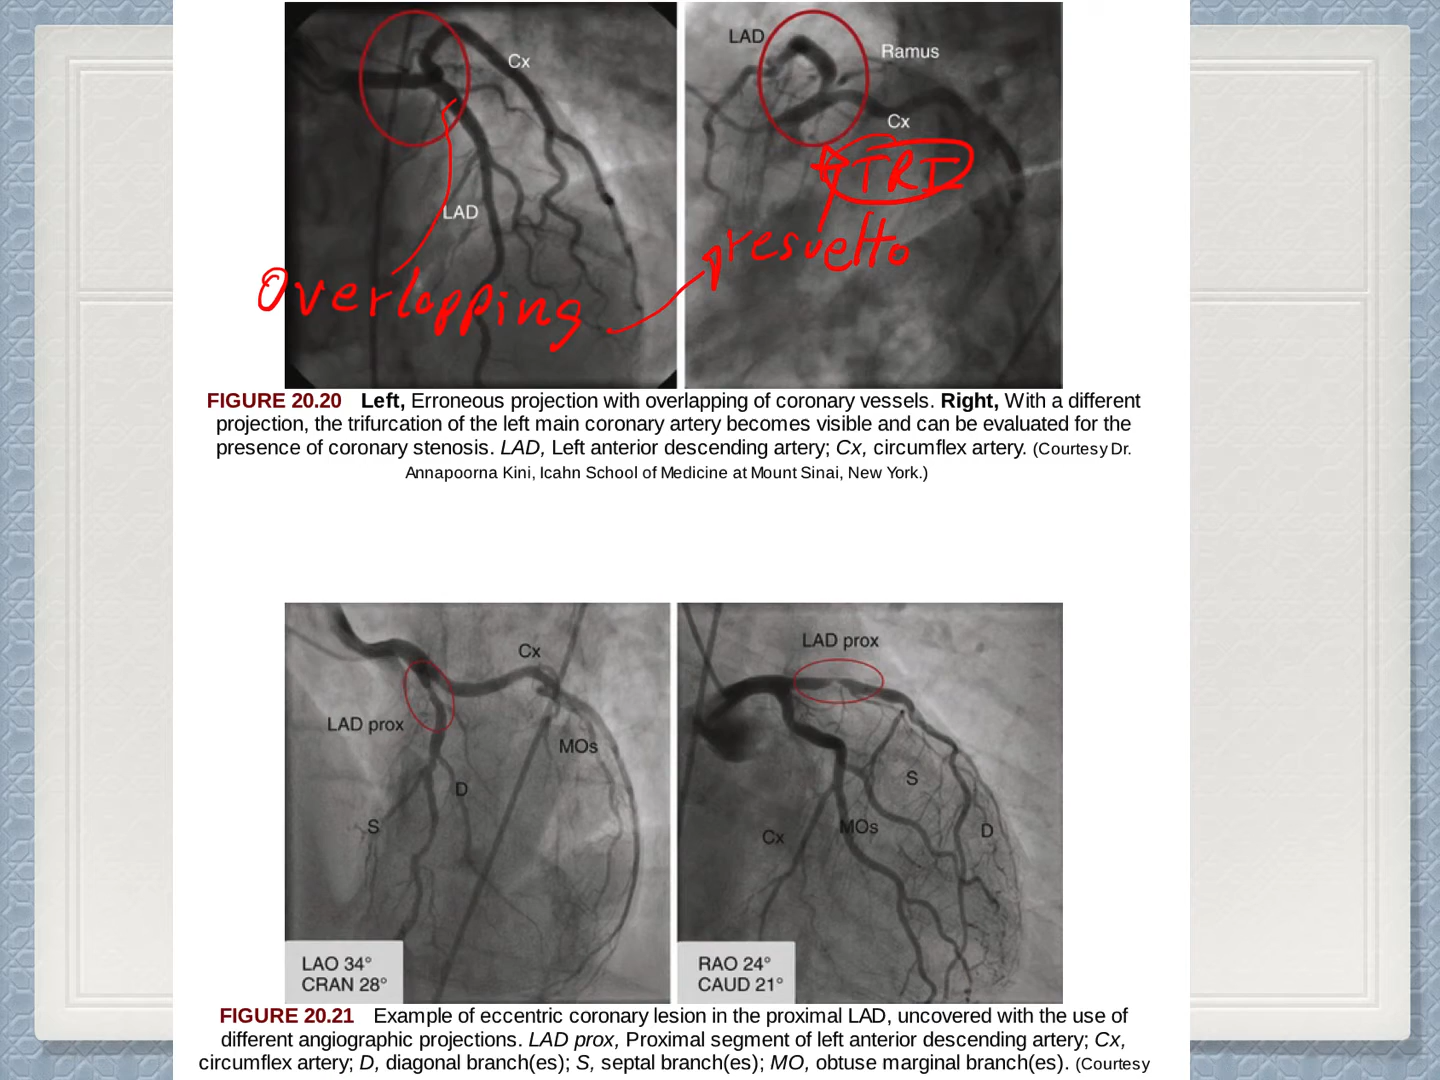 LAD
Cx
Ramus
Cx
TRI
LAD
resuelto
Overlapping
FIGURE 20.20 Left, Erroneous projection with overlapping of coronary vessels. Right, With a different
projection, the trifurcation of the left main coronary artery becomes visible and can be evaluated for the
presence of coronary stenosis. LAD, Left anterior descending artery; Cx, circumflex artery. (Courtesy Dr.
Annapoorna Kini, Icahn School of Medicine at Mount Sinai, New York.)
LAD prox
Cx
LAD prox
MOs
D
S
S
Cx
MOs
D
LAO 34°
CRAN 28°
RAO 24°
CAUD 21°
FIGURE 20.21 Example of eccentric coronary lesion in the proximal LAD, uncovered with the use of
different angiographic projections. LAD prox, Proximal segment of left anterior descending artery; Cx,
circumflex artery; D, diagonal branch(es); S, septal branch(es); MO, obtuse marginal branch(es). (Courtesy